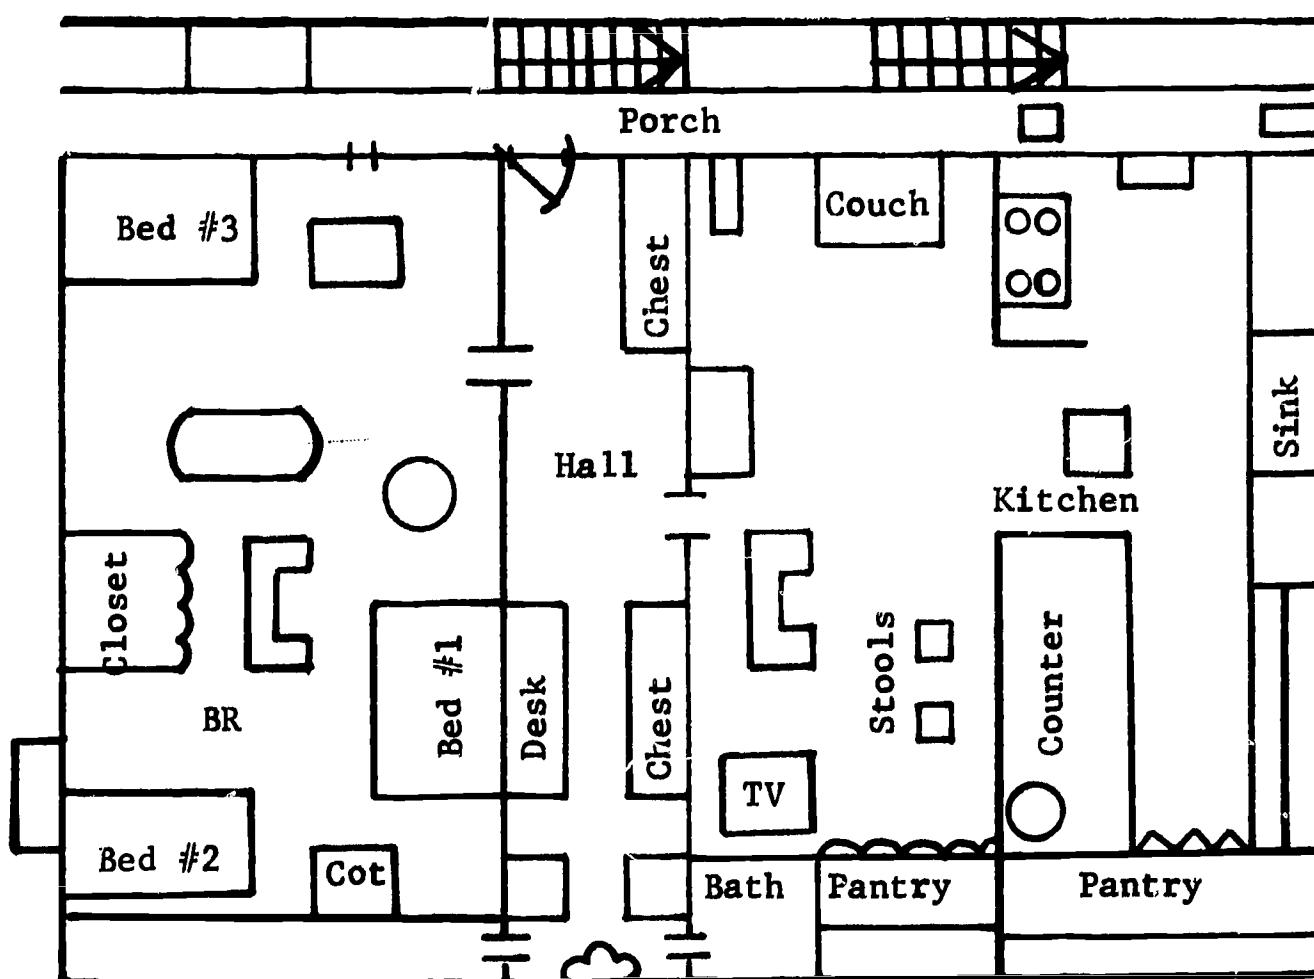 Porch
Bed #3
Chest
Couch
Sink
Hall
Kitchen
Closet
BR
Bed #1
Desk
Chest
Stools
Counter
TV
Bed #2
Cot
Bath
Pantry
Pantry